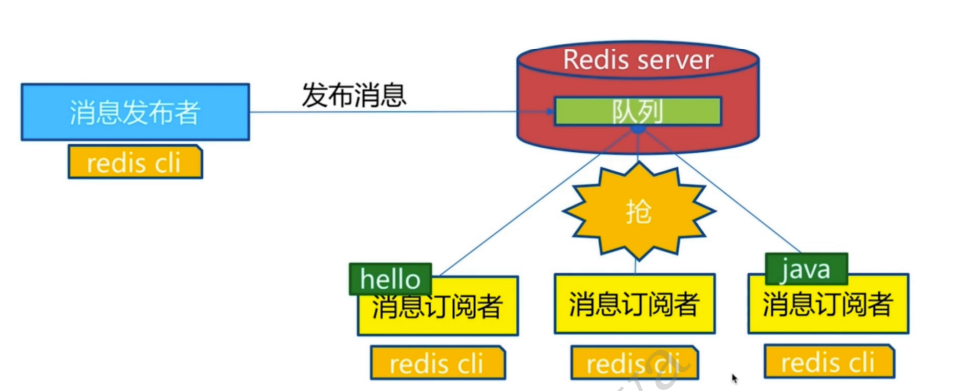 Redis server
发布消息
消息发布者
队列
redis cli
抢
hello
java
消息订阅者
消息订阅者
消息订阅者
redis cli
redis cli
redis cli